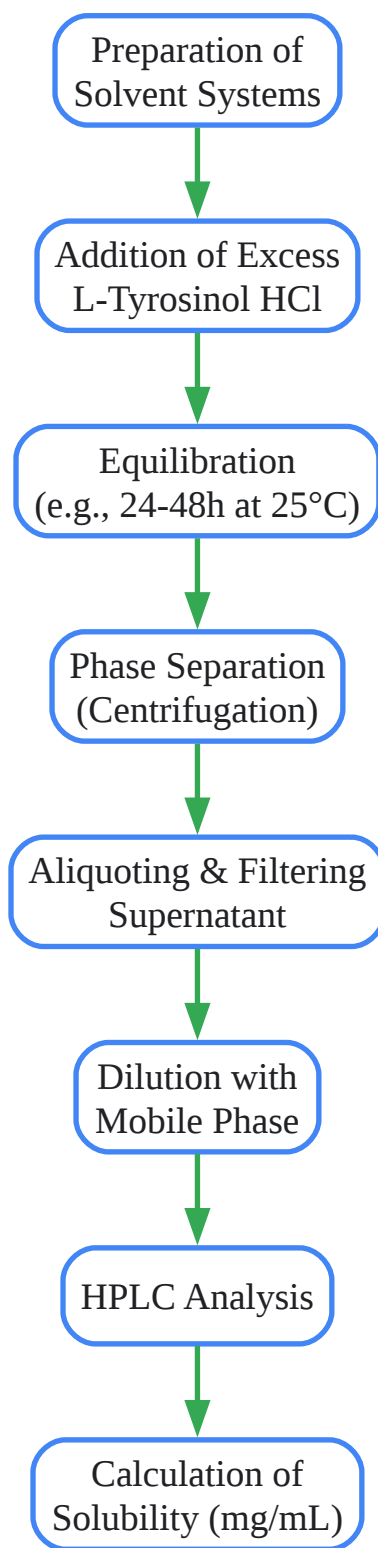 Preparation of
Solvent Systems
Addition of Excess
L-Tyrosinol HCl
Equilibration
(e.g., 24-48h at 25°C)
Phase Separation
(Centrifugation)
Aliquoting & Filtering
Supernatant
Dilution with
Mobile Phase
HPLC Analysis
Calculation of
Solubility (mg/mL)